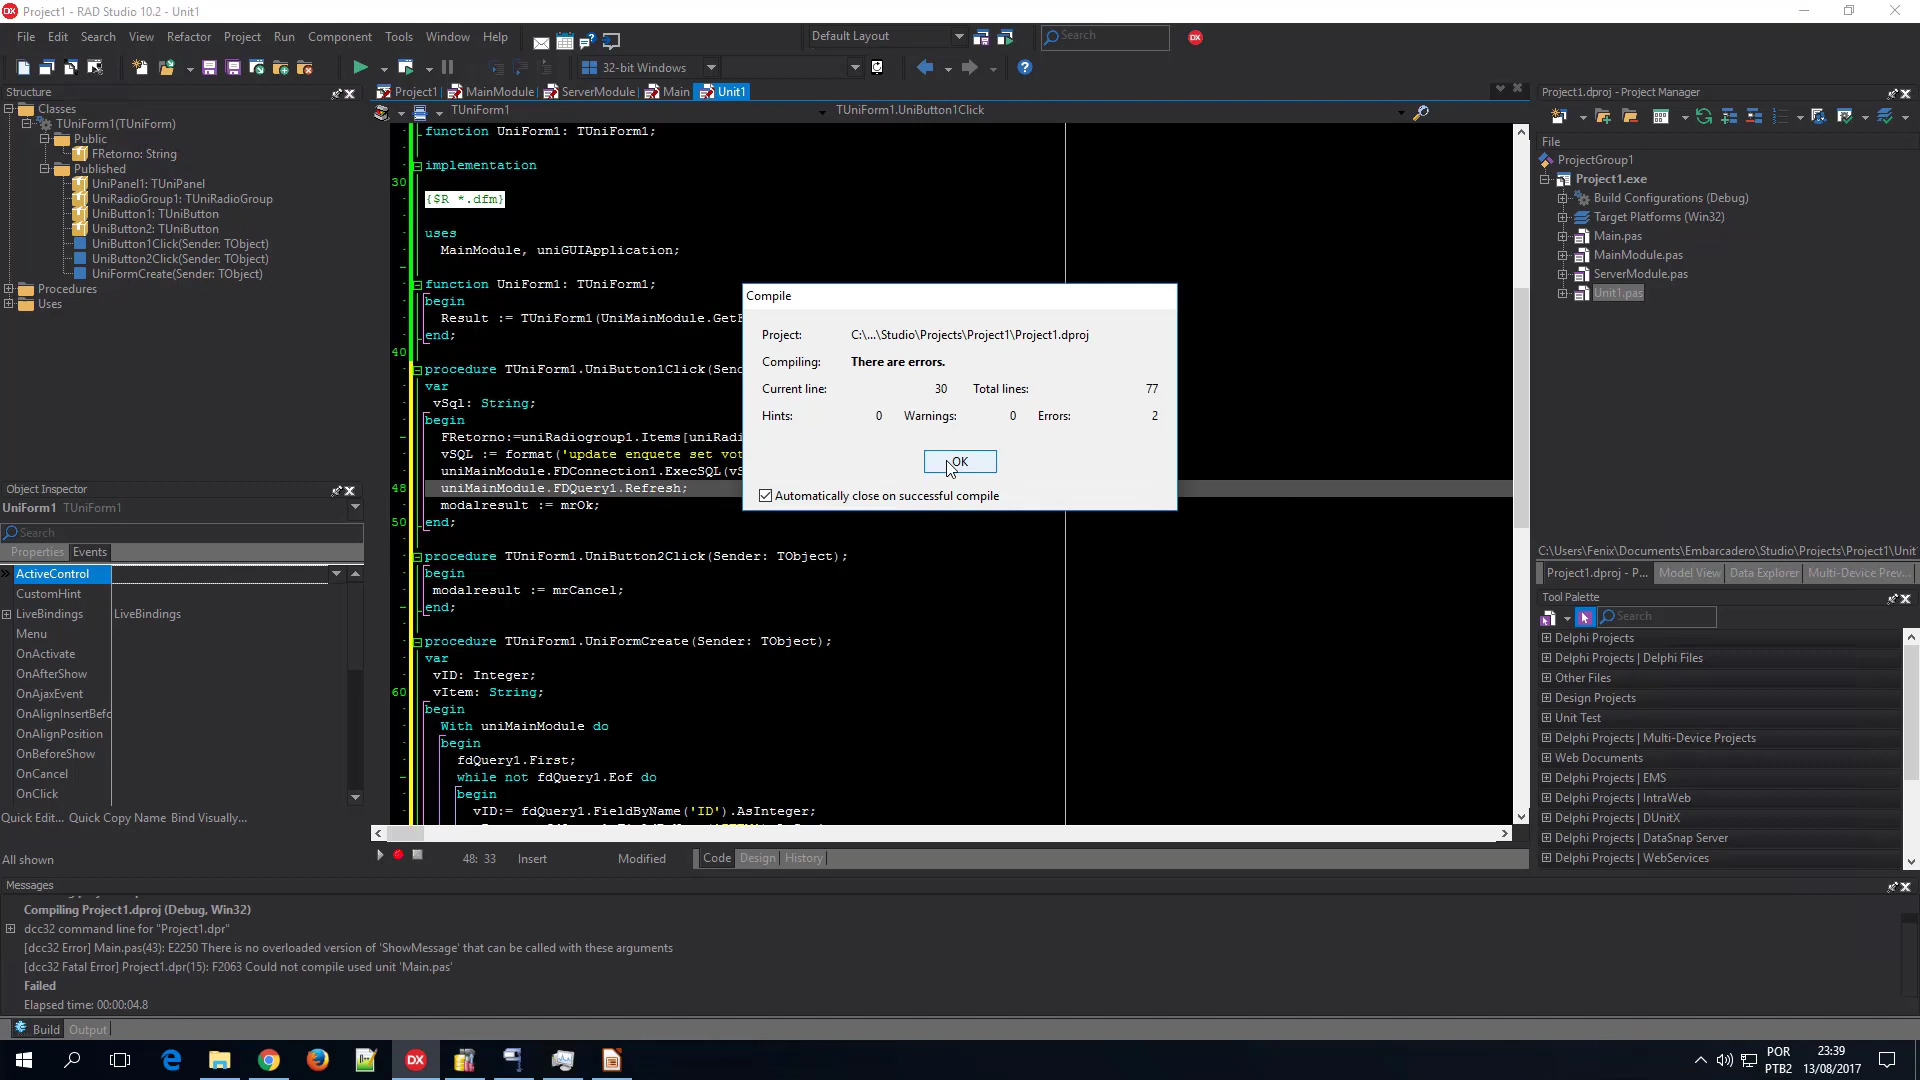 Project1 - RAD Studio 10.2 - Unit1
File Edit Search View Refactor Project Run Component Tools Window Help
Default Layout
Search
32-bit Windows
Structure
Classes
TUniForm1(TUniForm)
Public
FRetorno: String
Published
UniPanel1: TUniPanel
UniRadioGroup1: TUniRadioGroup
UniButton1: TUniButton
UniButton2: TUniButton
UniButton1Click(Sender: TObject)
UniButton2Click(Sender: TObject)
UniFormCreate(Sender: TObject)
Procedures
Uses
Object Inspector
UniForm1 TUniForm1
Search
Properties Events
ActiveControl
CustomHint
LiveBindings LiveBindings
Menu
OnActivate
OnAfterShow
OnAjaxEvent
OnAlignInsertBefo
OnAlignPosition
OnBeforeShow
OnCancel
OnClick
Quick Edit... Quick Copy Name Bind Visually...
All shown
Project1 MainModule ServerModule Main Unit1
TUniForm1 TUniForm1.UniButton1Click
function UniForm1: TUniForm1;
implementation
30
{$R *.dfm}
uses
MainModule, uniGUIApplication;
function UniForm1: TUniForm1;
begin
Result := TUniForm1(UniMainModule.GetF
end;
40
procedure TUniForm1.UniButton1Click(Send
var
vSql: String;
begin
FRetorno:=uniRadiogroup1.Items[uniRadi
vSQL := format('update enquete set vot
uniMainModule.FDConnection1.ExecSQL(vS
48 uniMainModule.FDQuery1.Refresh;
modalresult := mrOk;
50 end;
procedure TUniForm1.UniButton2Click(Sender: TObject);
begin
modalresult := mrCancel;
end;
procedure TUniForm1.UniFormCreate(Sender: TObject);
var
vID: Integer;
60 vItem: String;
begin
With uniMainModule do
begin
fdQuery1.First;
while not fdQuery1.Eof do
begin
vID:= fdQuery1.FieldByName('ID').AsInteger;
48: 33 Insert Modified Code Design History
Compile
Project: C:\...\Studio\Projects\Project1\Project1.dproj
Compiling: There are errors.
Current line: 30 Total lines: 77
Hints: 0 Warnings: 0 Errors: 2
OK
Automatically close on successful compile
Project1.dproj - Project Manager
File
ProjectGroup1
Project1.exe
Build Configurations (Debug)
Target Platforms (Win32)
Main.pas
MainModule.pas
ServerModule.pas
Unit1.pas
C:\Users\Fenix\Documents\Embarcadero\Studio\Projects\Project1\Unit
Project1.dproj - P... Model View Data Explorer Multi-Device Prev...
Tool Palette
Search
Delphi Projects
Delphi Projects | Delphi Files
Other Files
Design Projects
Unit Test
Delphi Projects | Multi-Device Projects
Web Documents
Delphi Projects | EMS
Delphi Projects | IntraWeb
Delphi Projects | DUnitX
Delphi Projects | DataSnap Server
Delphi Projects | WebServices
Messages
Compiling Project1.dproj (Debug, Win32)
dcc32 command line for "Project1.dpr"
[dcc32 Error] Main.pas(43): E2250 There is no overloaded version of 'ShowMessage' that can be called with these arguments
[dcc32 Fatal Error] Project1.dpr(15): F2063 Could not compile used unit 'Main.pas'
Failed
Elapsed time: 00:00:04.8
Build Output
DX
POR
PTB2
23:39
13/08/2017